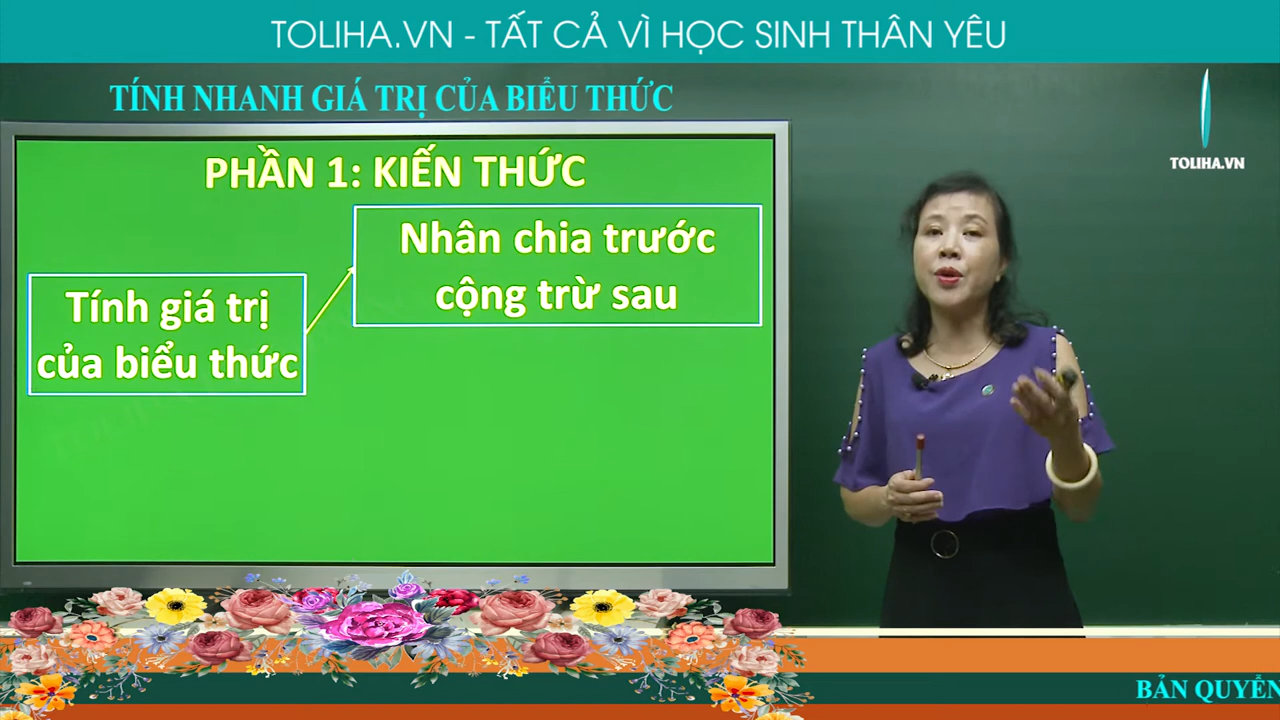 TOLIHA.VN - TẤT CẢ VÌ HỌC SINH THÂN YÊU
TÍNH NHANH GIÁ TRỊ CỦA BIỂU THỨC
TOLIHA.VN
PHẦN 1: KIẾN THỨC
Nhân chia trước
cộng trừ sau
Tính giá trị
của biểu thức
BẢN QUYỀN